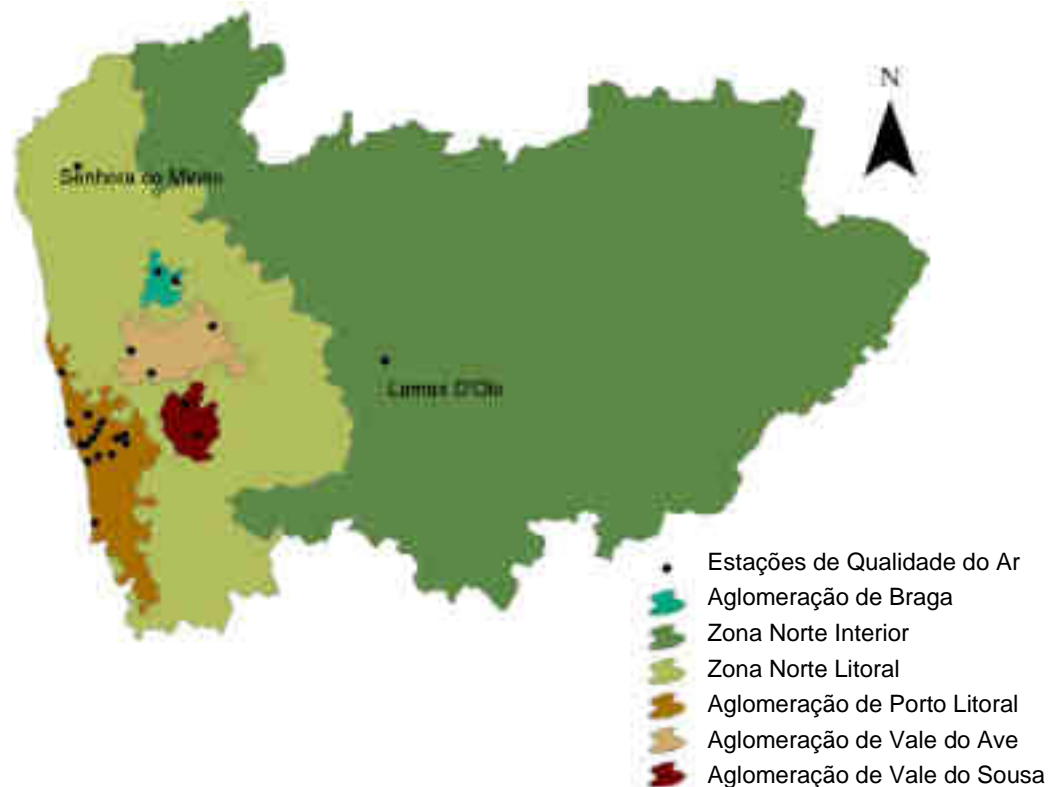 N
Senhora do Minho
Lamas D'Olo
Estações de Qualidade do Ar
Aglomeração de Braga
Zona Norte Interior
Zona Norte Litoral
Aglomeração de Porto Litoral
Aglomeração de Vale do Ave
Aglomeração de Vale do Sousa